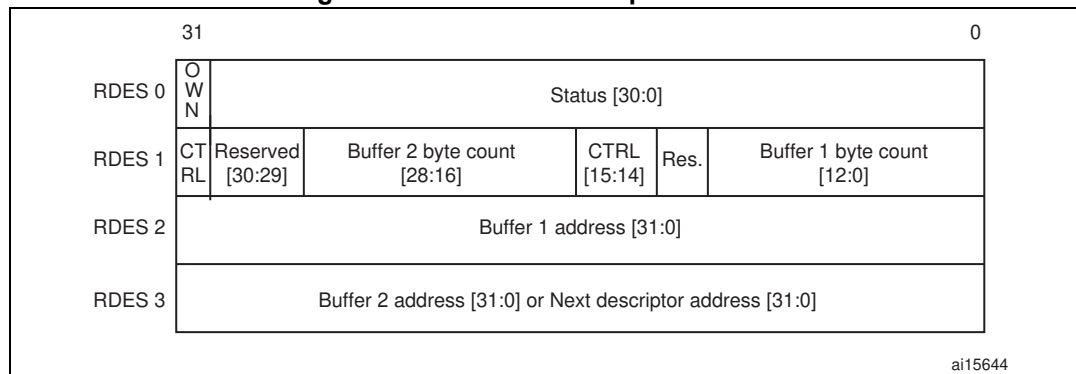 31 0
RDES 0
O
W
N
Status [30:0]
RDES 1
CT
RL
Reserved
[30:29]
Buffer 2 byte count
[28:16]
CTRL
[15:14]
Res.
Buffer 1 byte count
[12:0]
RDES 2
Buffer 1 address [31:0]
RDES 3
Buffer 2 address [31:0] or Next descriptor address [31:0]
ai15644